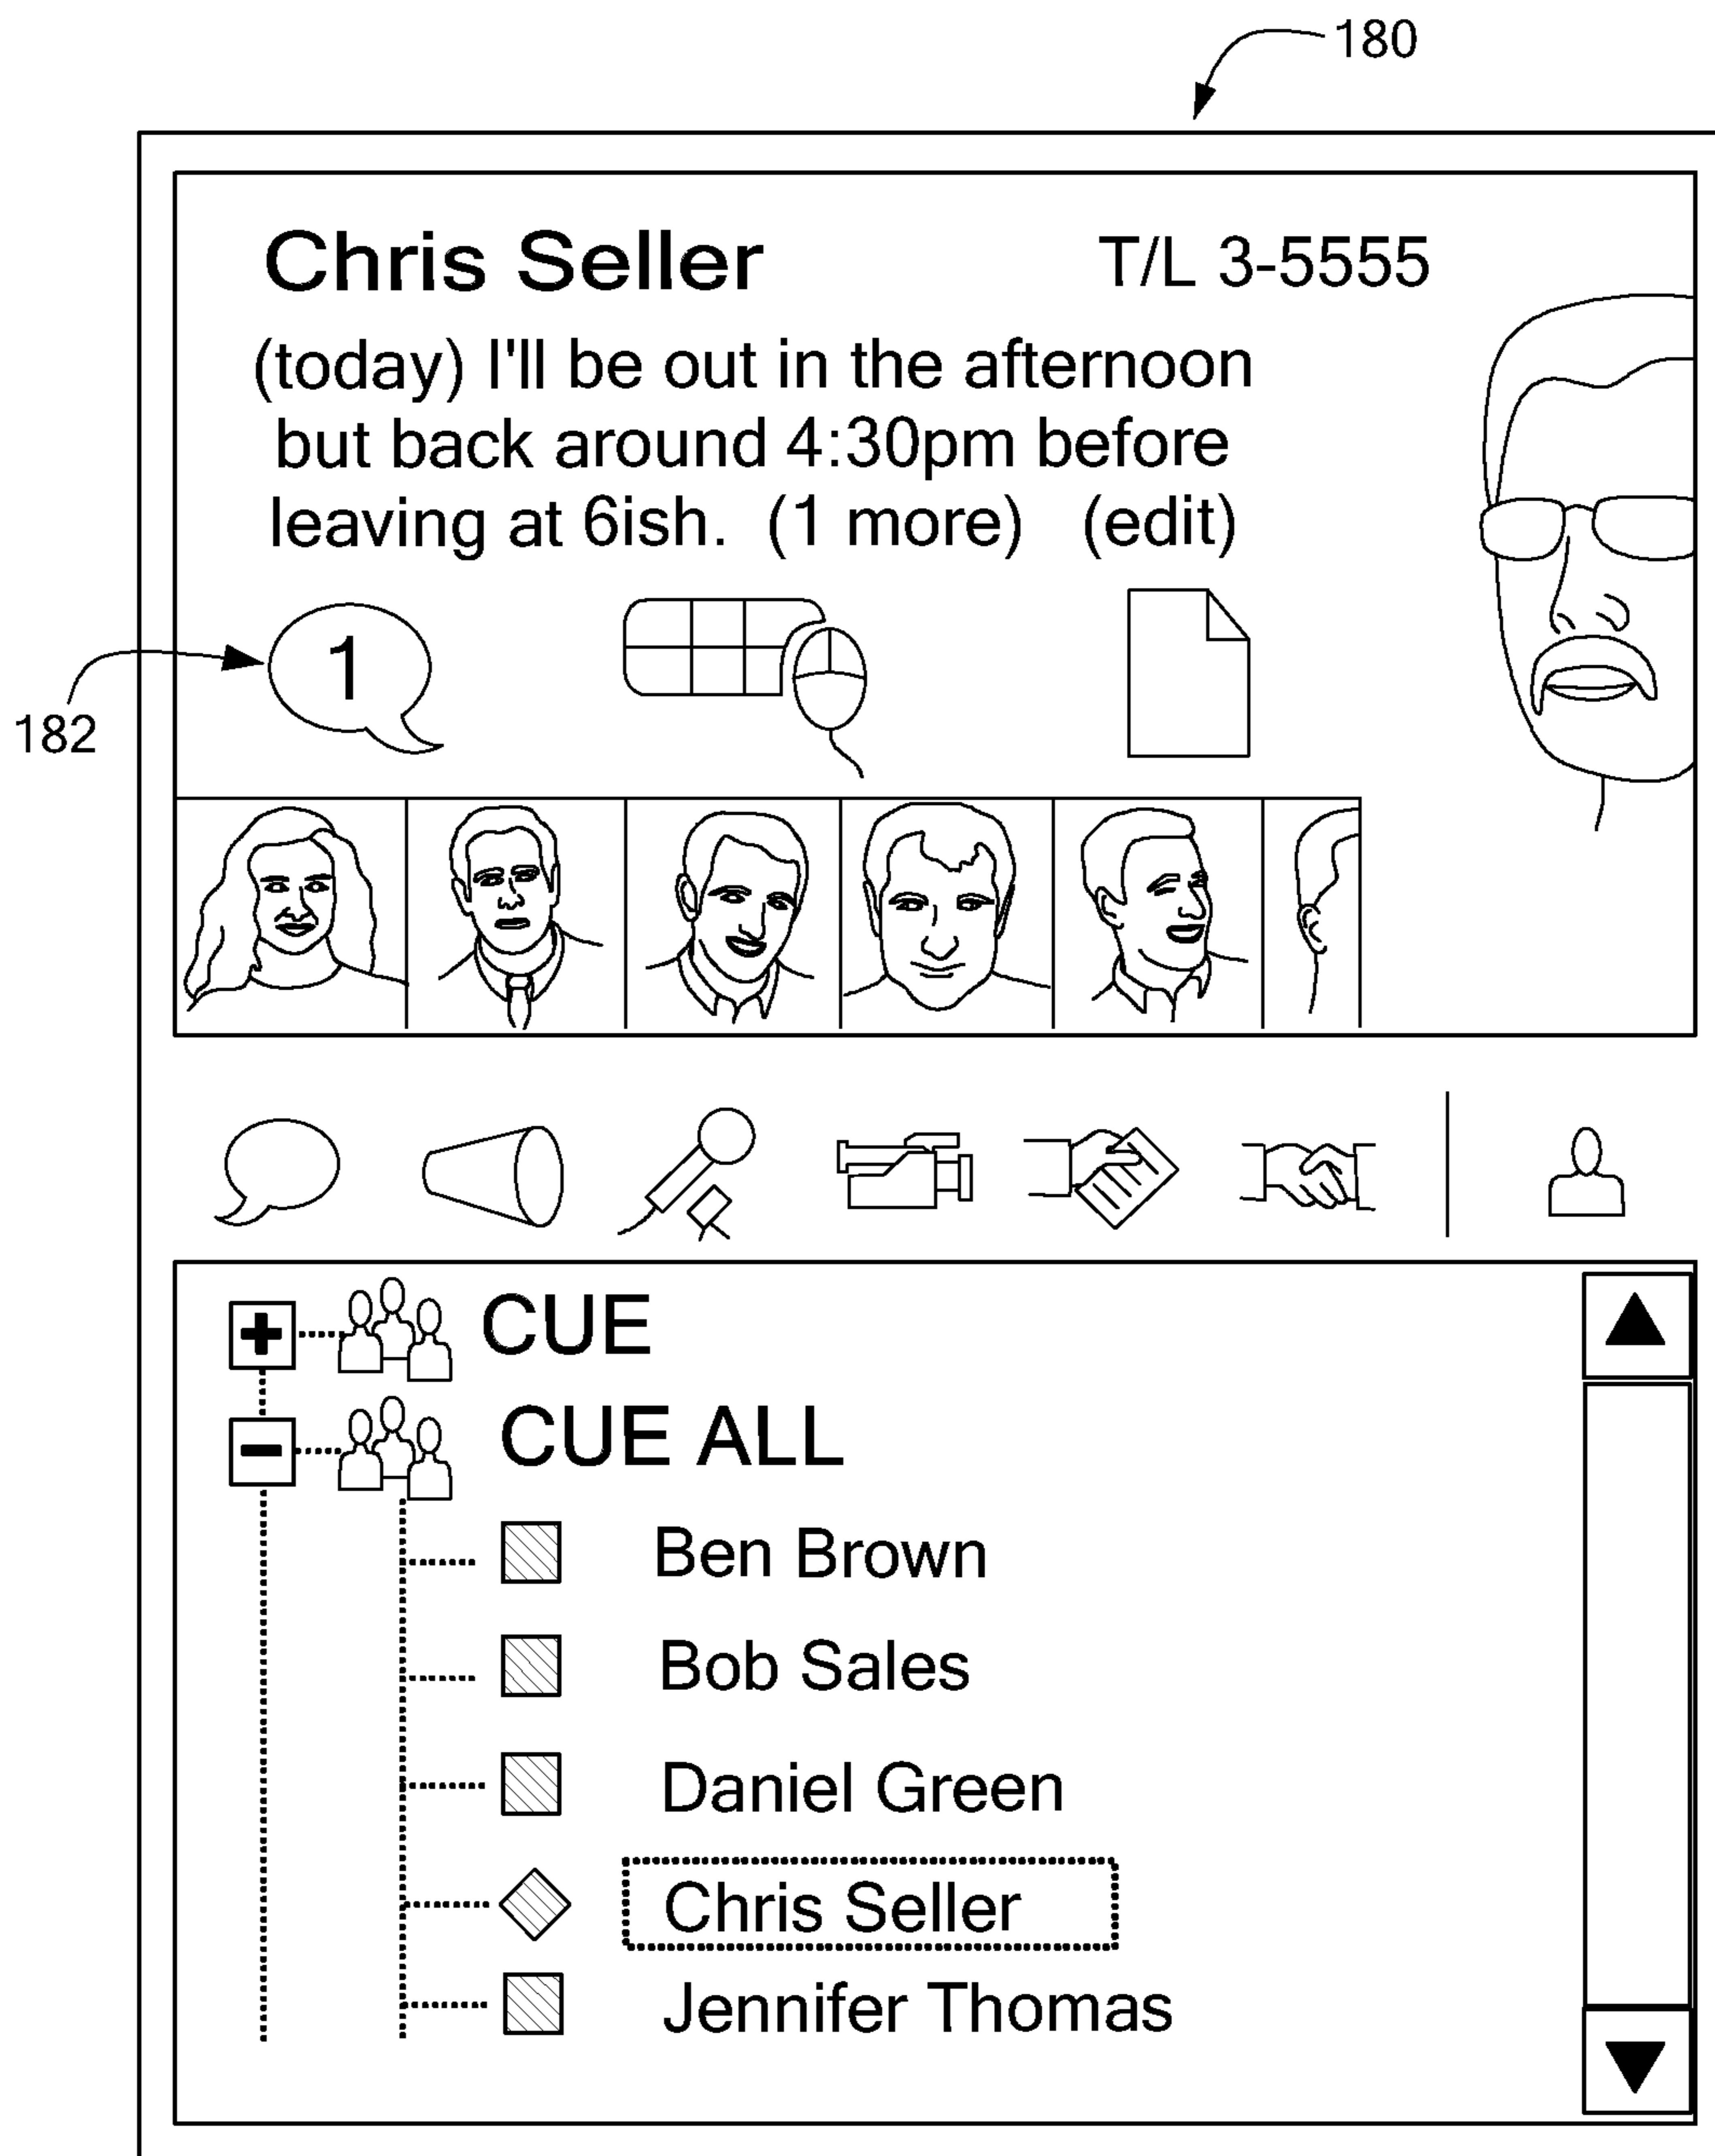 180
Chris Seller T/L 3-5555
(today) I'll be out in the afternoon
but back around 4:30pm before
leaving at 6ish. (1 more) (edit)
1
182
CUE
CUE ALL
Ben Brown
Bob Sales
Daniel Green
Chris Seller
Jennifer Thomas